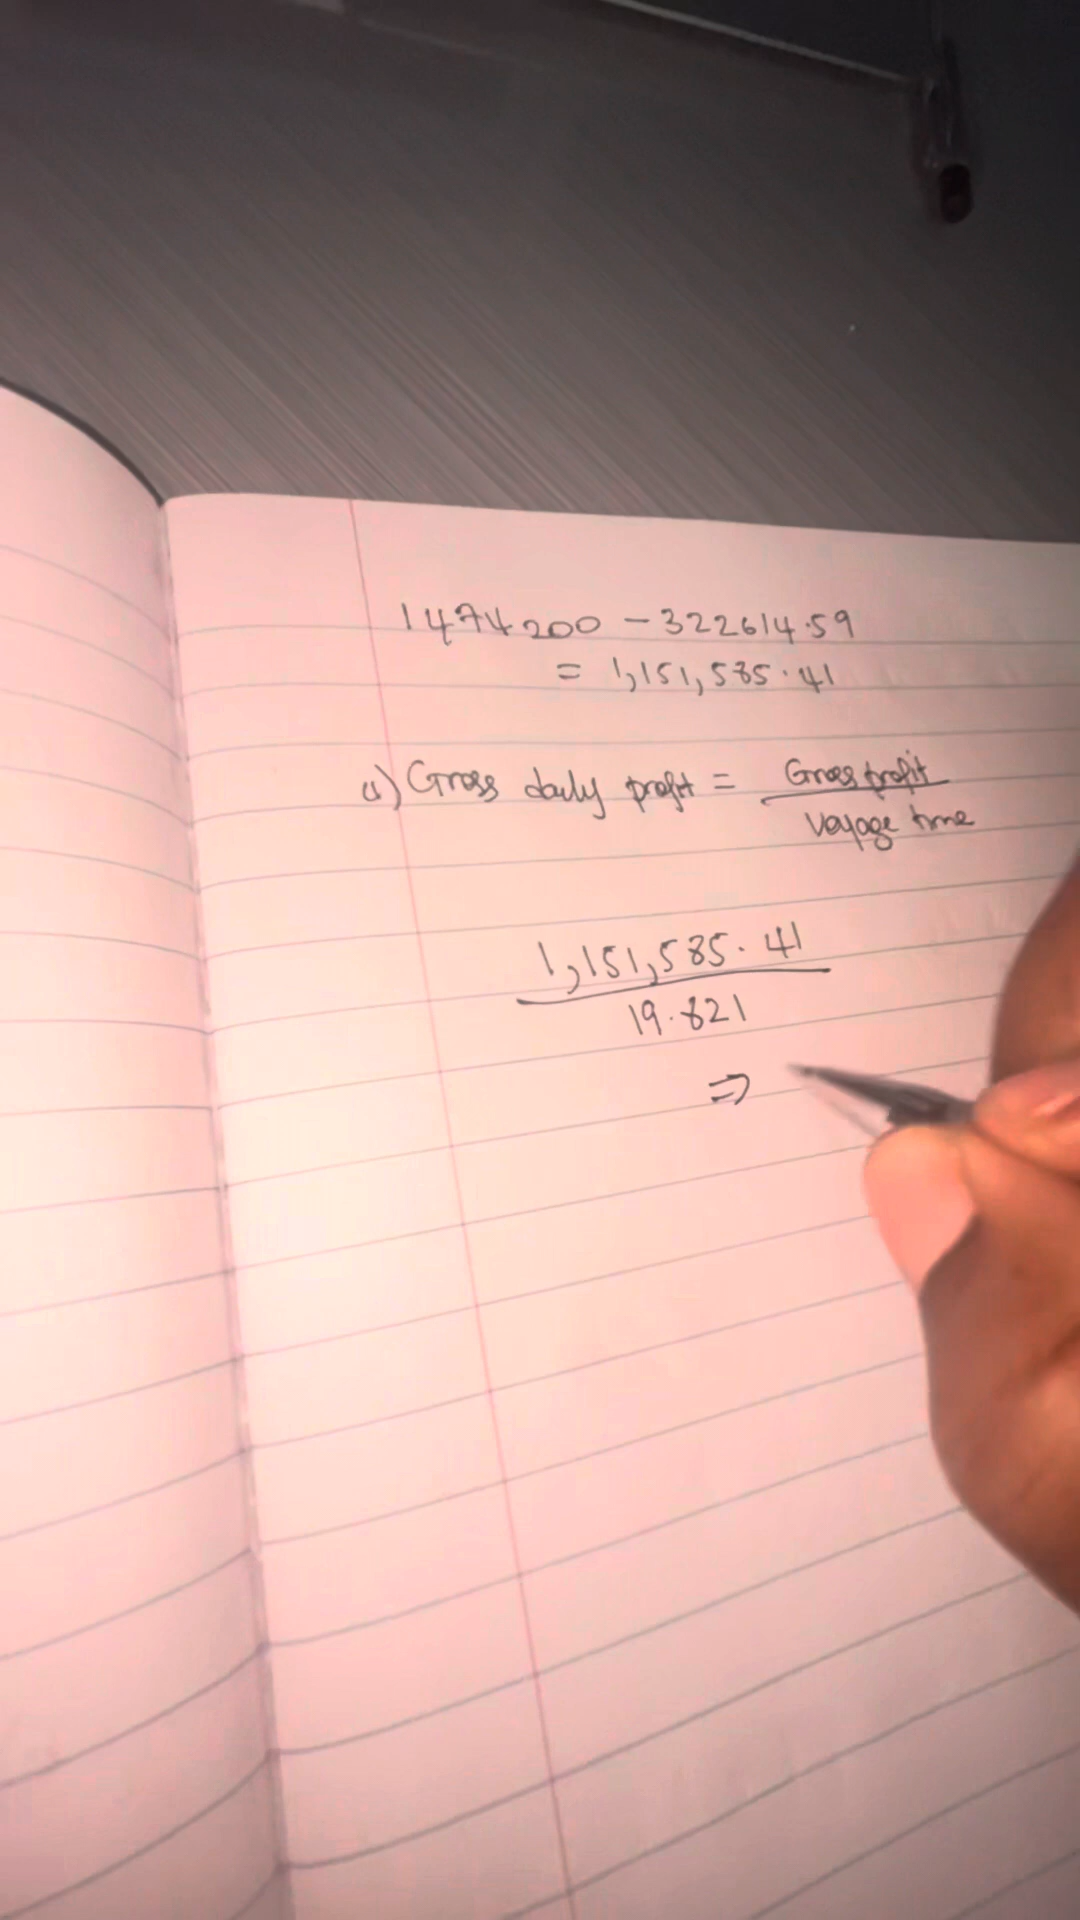 1474200 - 322614.59
= 1,151,585.41
ii) Gross daily profit = Gross profit
Voyage time
1,151,585.41
19.821
⇒